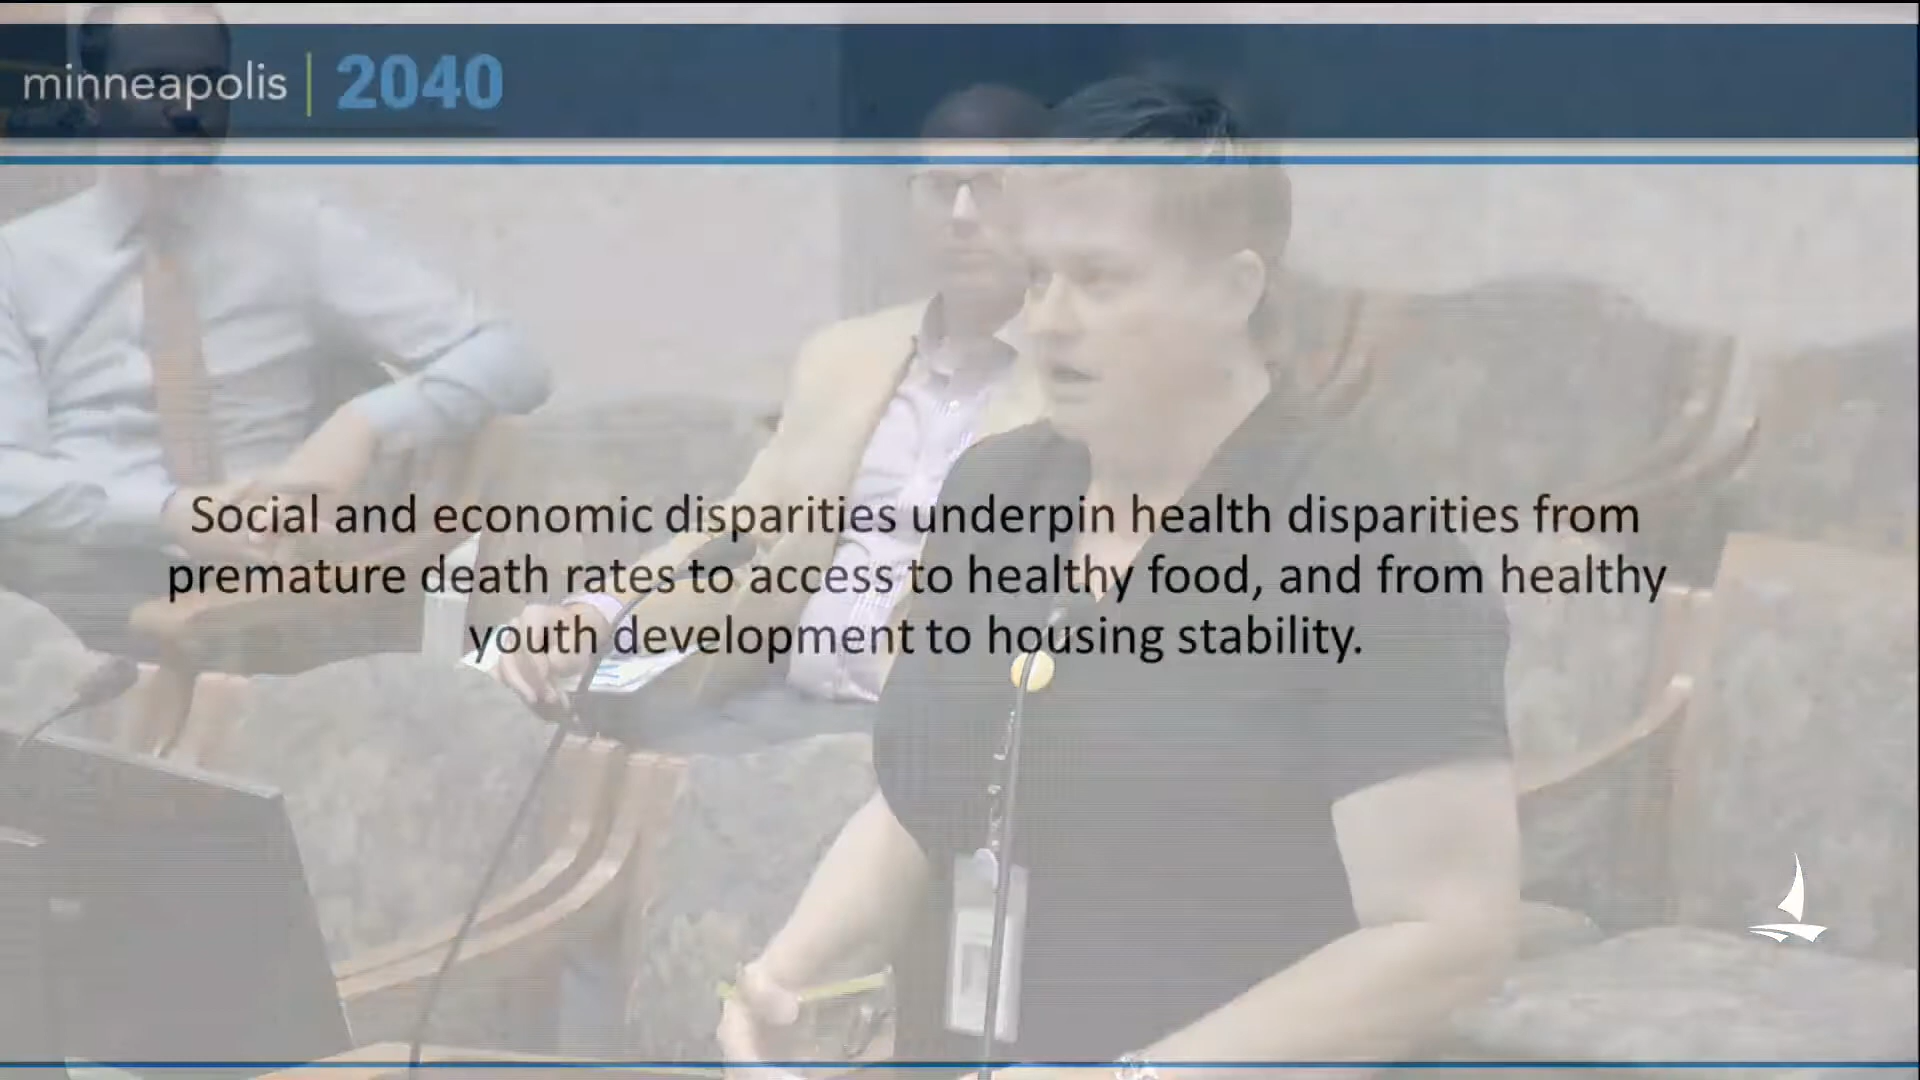 minneapolis | 2040
Social and economic disparities underpin health disparities from
premature death rates to access to healthy food, and from healthy
youth development to housing stability.